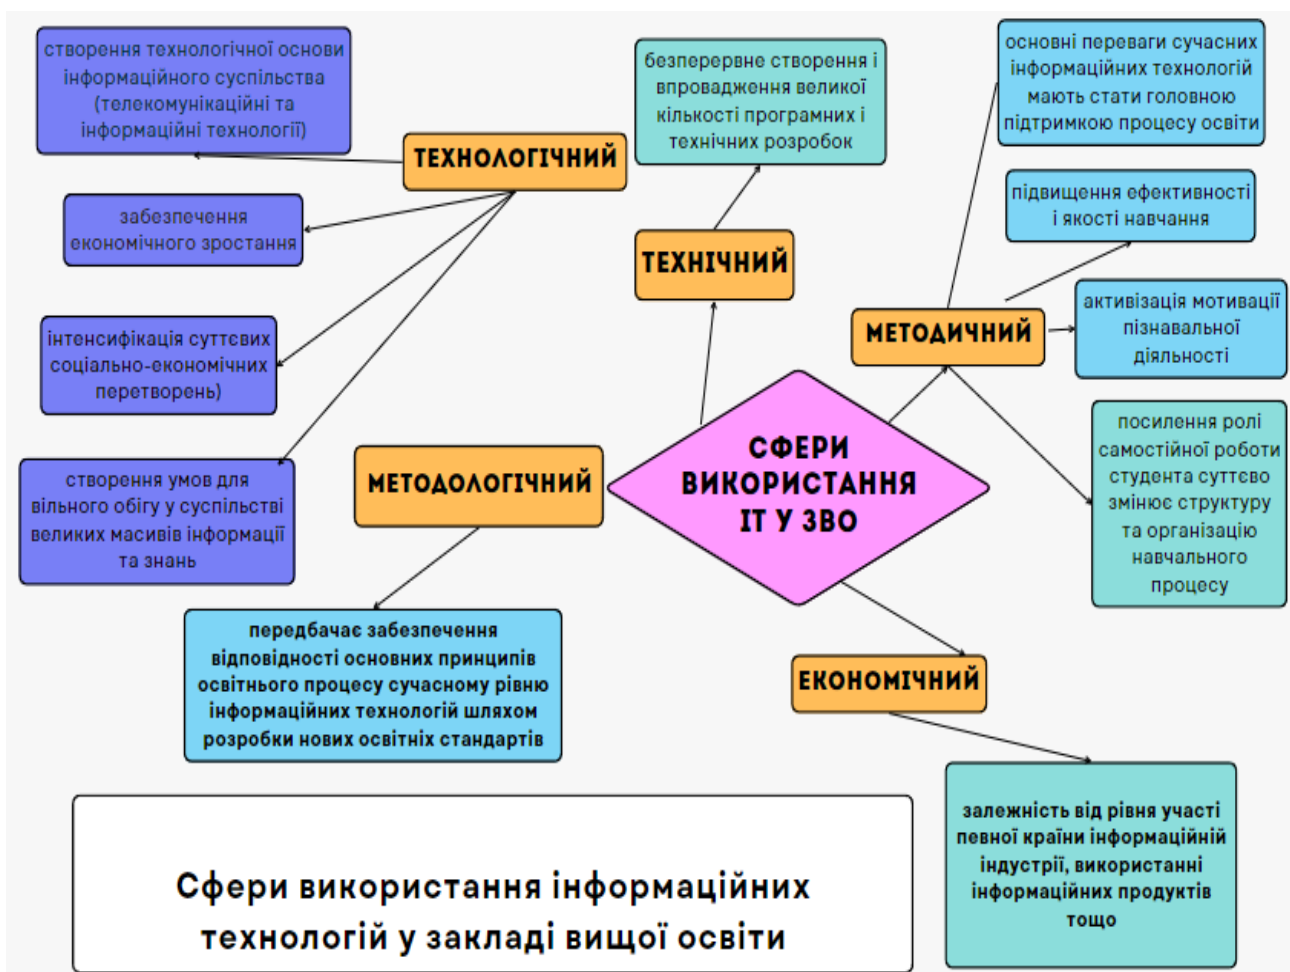 створення технологічної основи
інформаційного суспільства
(телекомунікаційні та
інформаційні технології)
ТЕХНОЛОГІЧНИЙ
забезпечення
економічного зростання
інтенсифікація суттєвих
соціально-економічних
перетворень)
створення умов для
вільного обігу у суспільстві
великих масивів інформації
та знань
безперервне створення і
впровадження великої
кількості програмних і
технічних розробок
ТЕХНІЧНИЙ
основні переваги сучасних
інформаційних технологій
мають стати головною
підтримкою процесу освіти
підвищення ефективності
і якості навчання
МЕТОДИЧНИЙ
активізація мотивації
пізнавальної
діяльності
посилення ролі
самостійної роботи
студента суттєво
змінює структуру
та організацію
навчального
процесу
МЕТОДОЛОГІЧНИЙ
СФЕРИ
ВИКОРИСТАННЯ
ІТ У ЗВО
передбачає забезпечення
відповідності основних принципів
освітнього процесу сучасному рівню
інформаційних технологій шляхом
розробки нових освітніх стандартів
ЕКОНОМІЧНИЙ
залежність від рівня участі
певної країни інформаційній
індустрії, використанні
інформаційних продуктів
тощо
Сфери використання інформаційних
технологій у закладі вищої освіти